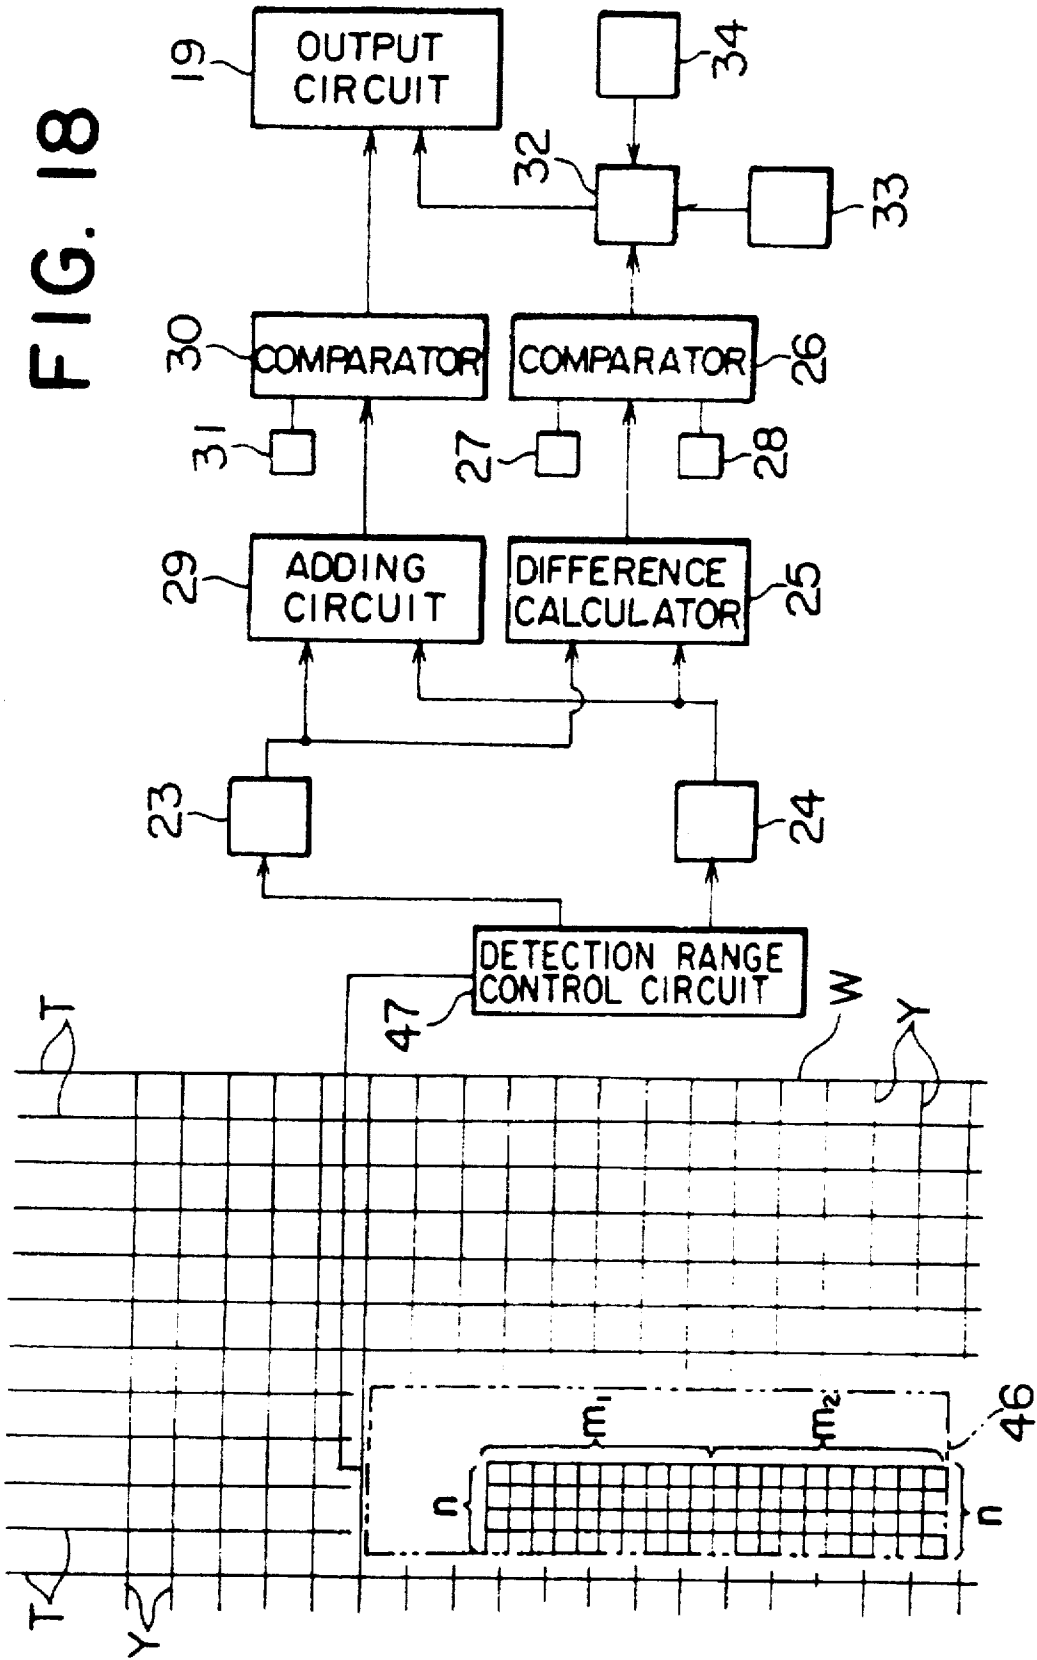 FIG. 18
19
OUTPUT
CIRCUIT
34
32
33
30
COMPARATOR
COMPARATOR
26
31
27
28
29
ADDING
CIRCUIT
DIFFERENCE
CALCULATOR
25
23
24
DETECTION RANGE
CONTROL CIRCUIT
47
T
W
Y
m₁
m₂
46
n
n
T
Y